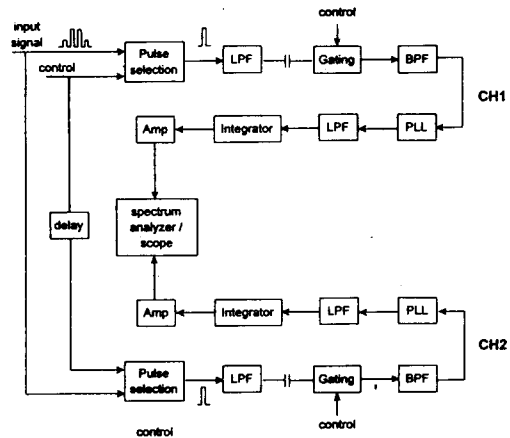 control
input
signal
control
Pulse
selection
LPF
Gating
BPF
CH1
Amp
Integrator
LPF
PLL
delay
spectrum
analyzer /
scope
Amp
Integrator
LPF
PLL
CH2
Pulse
selection
LPF
Gating
BPF
control
control